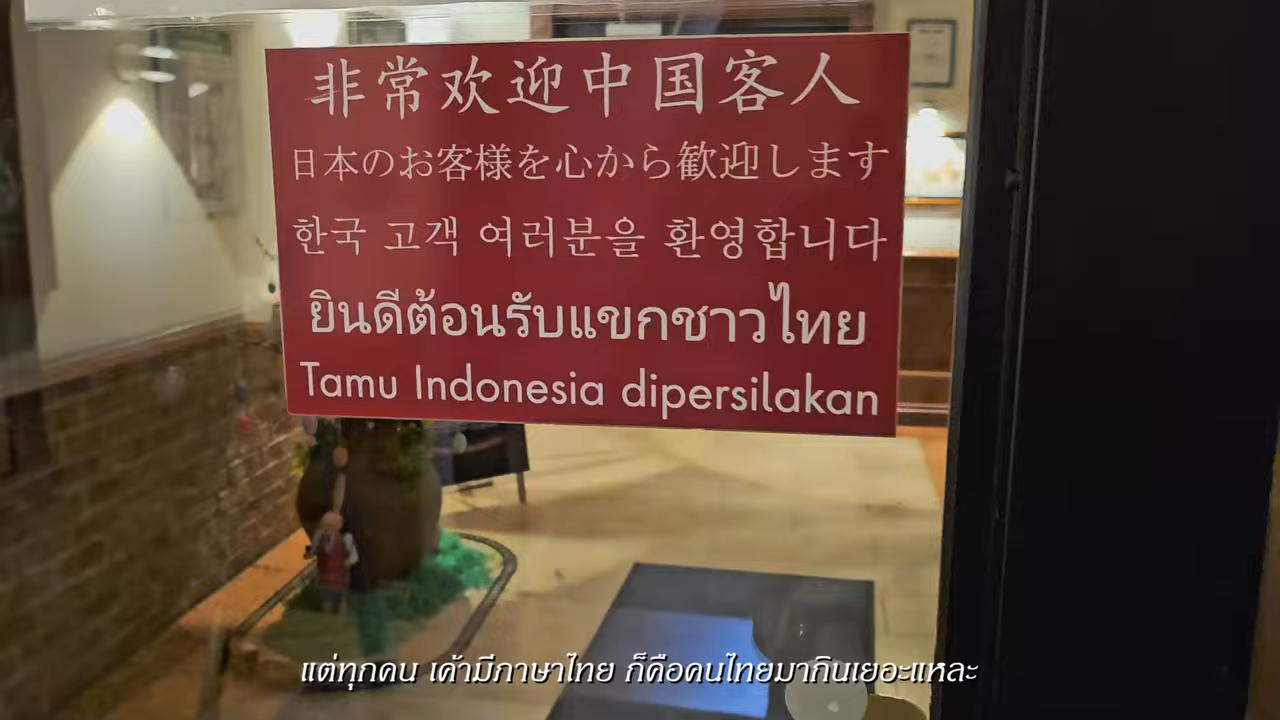 非常欢迎中国客人
日本のお客様を心から歓迎します
한국 고객 여러분을 환영합니다
ยินดีต้อนรับแขกชาวไทย
Tamu Indonesia dipersilakan
แต่ทุกคน เค้ามีภาษาไทย ก็คือคนไทยมากินเยอะแหละ